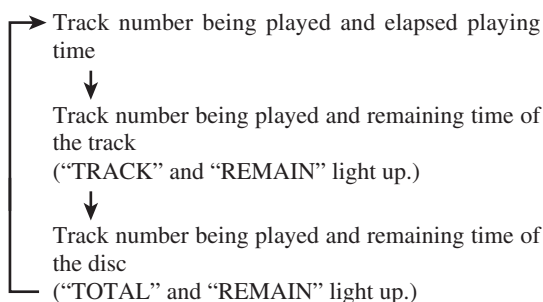 Track number being played and elapsed playing
time
Track number being played and remaining time of
the track
(“TRACK” and “REMAIN” light up.)
Track number being played and remaining time of
the disc
(“TOTAL” and “REMAIN” light up.)